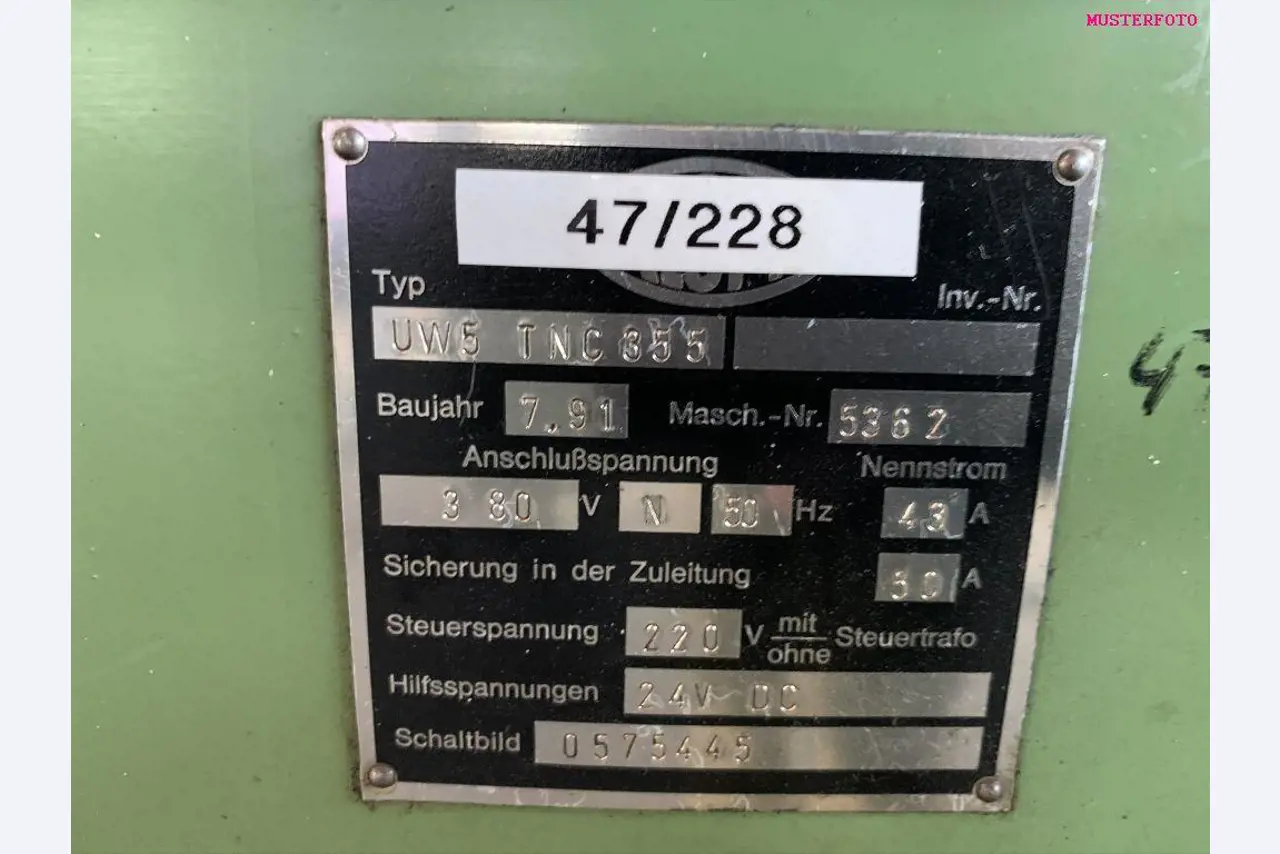 MUSTERFOTO
47/228
Typ Inv.-Nr.
UW5 TNC 355
Baujahr 7.91 Masch.-Nr. 5362
Anschlußspannung Nennstrom
380 V N 50 Hz 43 A
Sicherung in der Zuleitung 50 A
Steuerspannung 220 V mit/ohne Steuertrafo
Hilfsspannungen 24V DC
Schaltbild 0575445